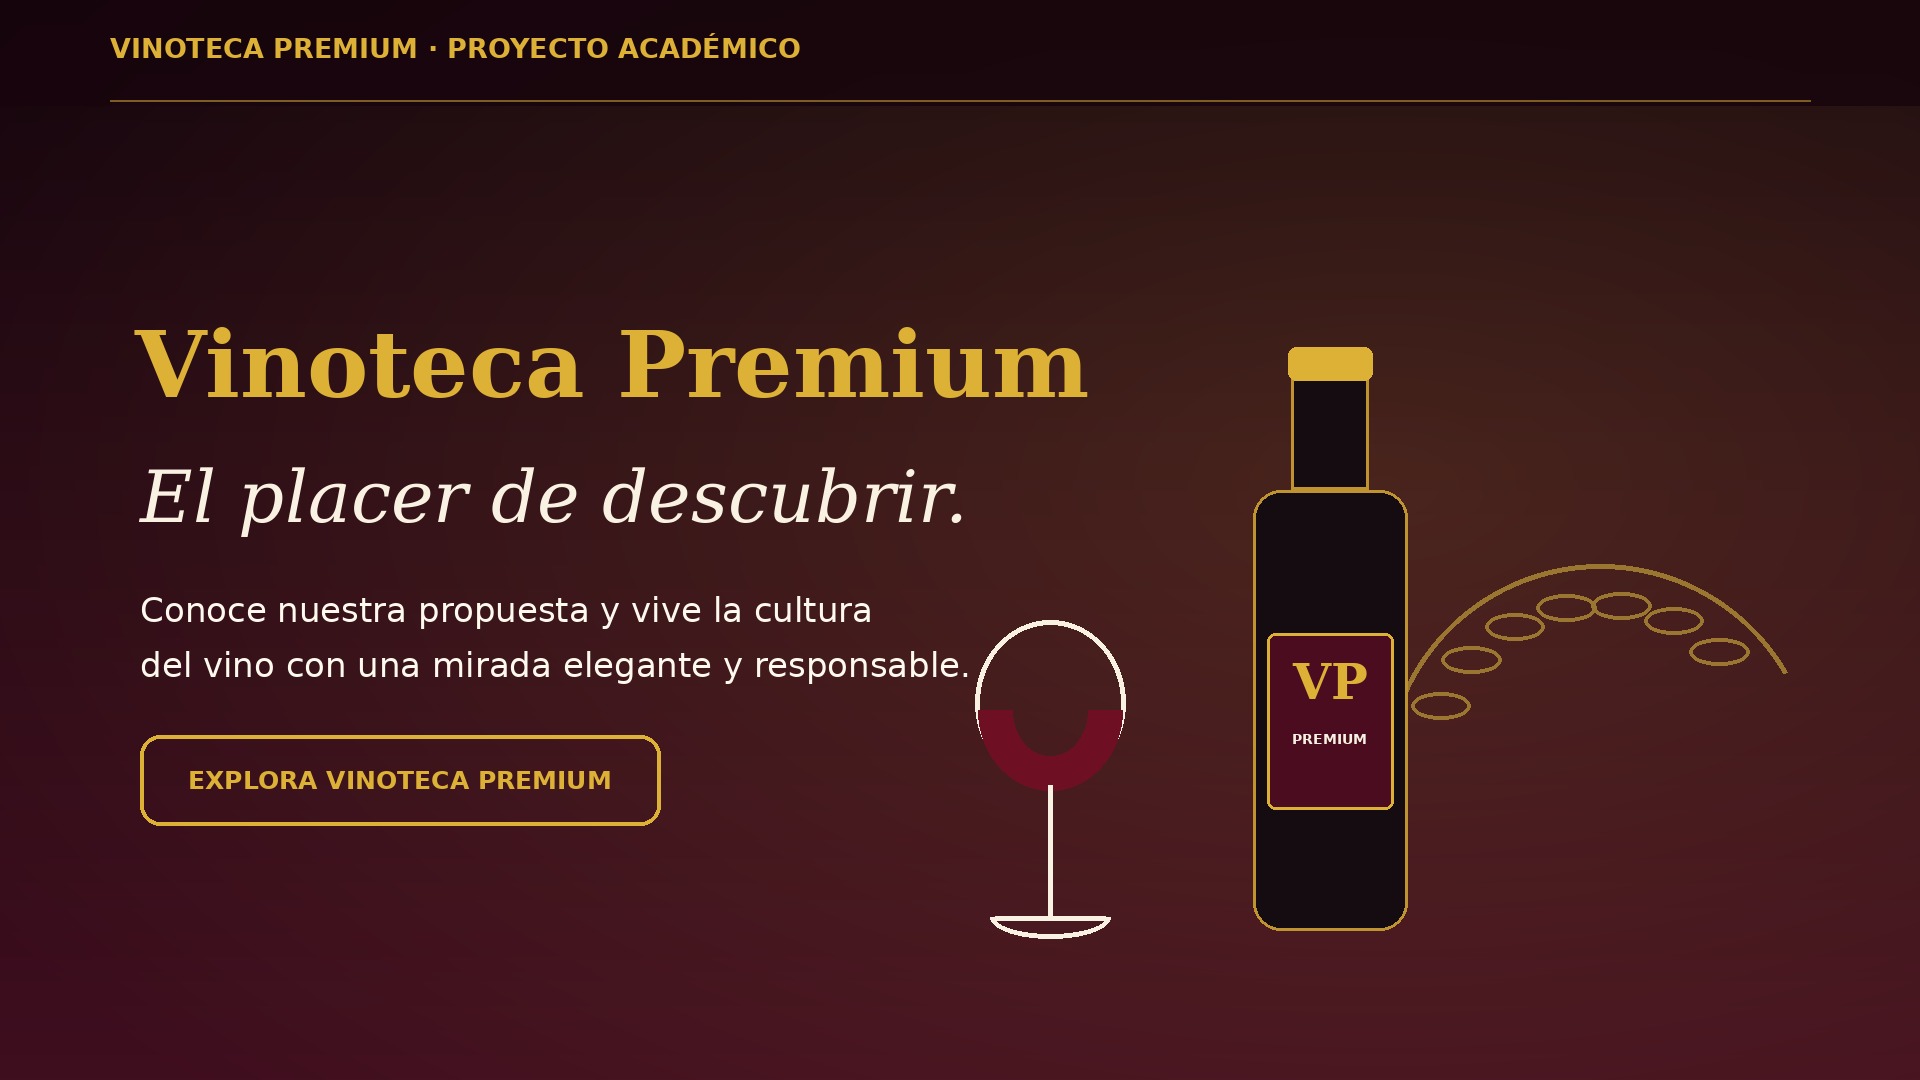 VINOTECA PREMIUM · PROYECTO ACADÉMICO
Vinoteca Premium
El placer de descubrir.
Conoce nuestra propuesta y vive la cultura
del vino con una mirada elegante y responsable.
EXPLORA VINOTECA PREMIUM
VP
PREMIUM